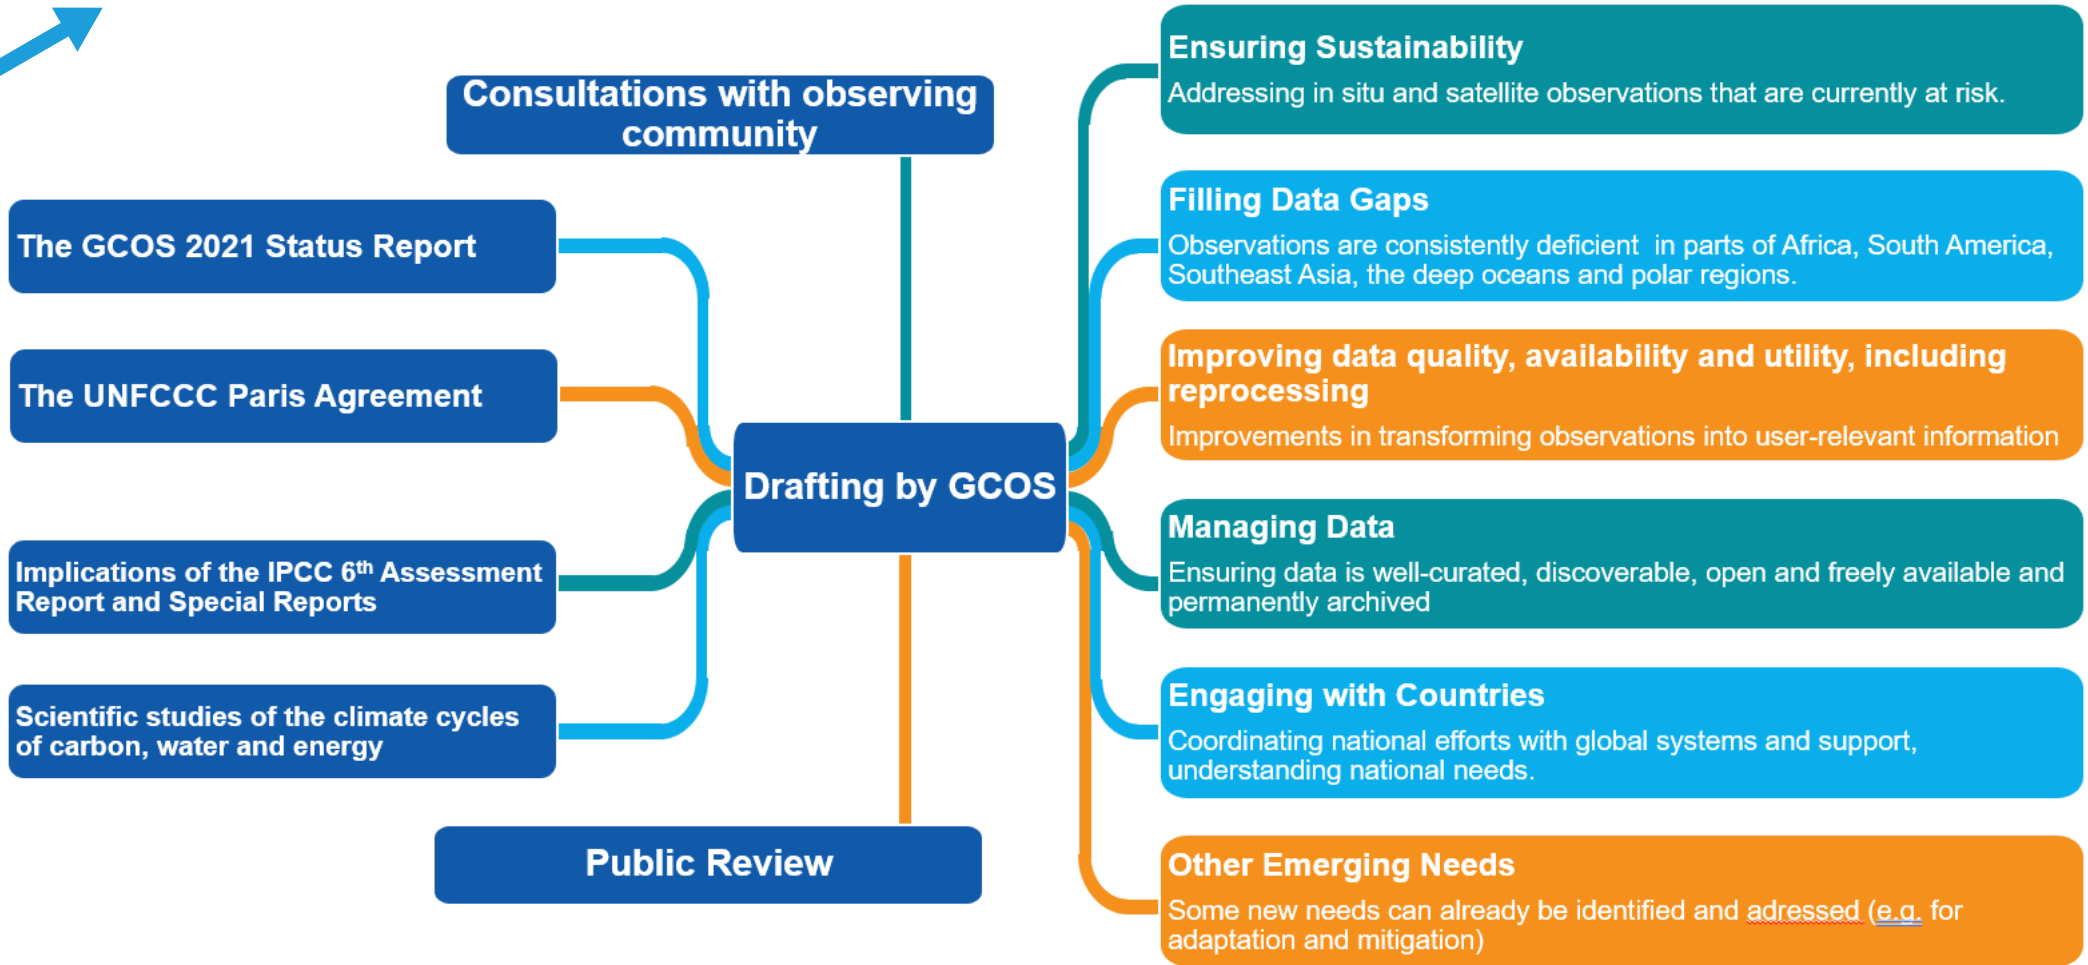 Consultations with observing
community
The GCOS 2021 Status Report
The UNFCCC Paris Agreement
Implications of the IPCC 6th Assessment
Report and Special Reports
Scientific studies of the climate cycles
of carbon, water and energy
Drafting by GCOS
Public Review
Ensuring Sustainability
Addressing in situ and satellite observations that are currently at risk.
Filling Data Gaps
Observations are consistently deficient in parts of Africa, South America,
Southeast Asia, the deep oceans and polar regions.
Improving data quality, availability and utility, including
reprocessing
Improvements in transforming observations into user-relevant information
Managing Data
Ensuring data is well-curated, discoverable, open and freely available and
permanently archived
Engaging with Countries
Coordinating national efforts with global systems and support,
understanding national needs.
Other Emerging Needs
Some new needs can already be identified and adressed (e.g. for
adaptation and mitigation)